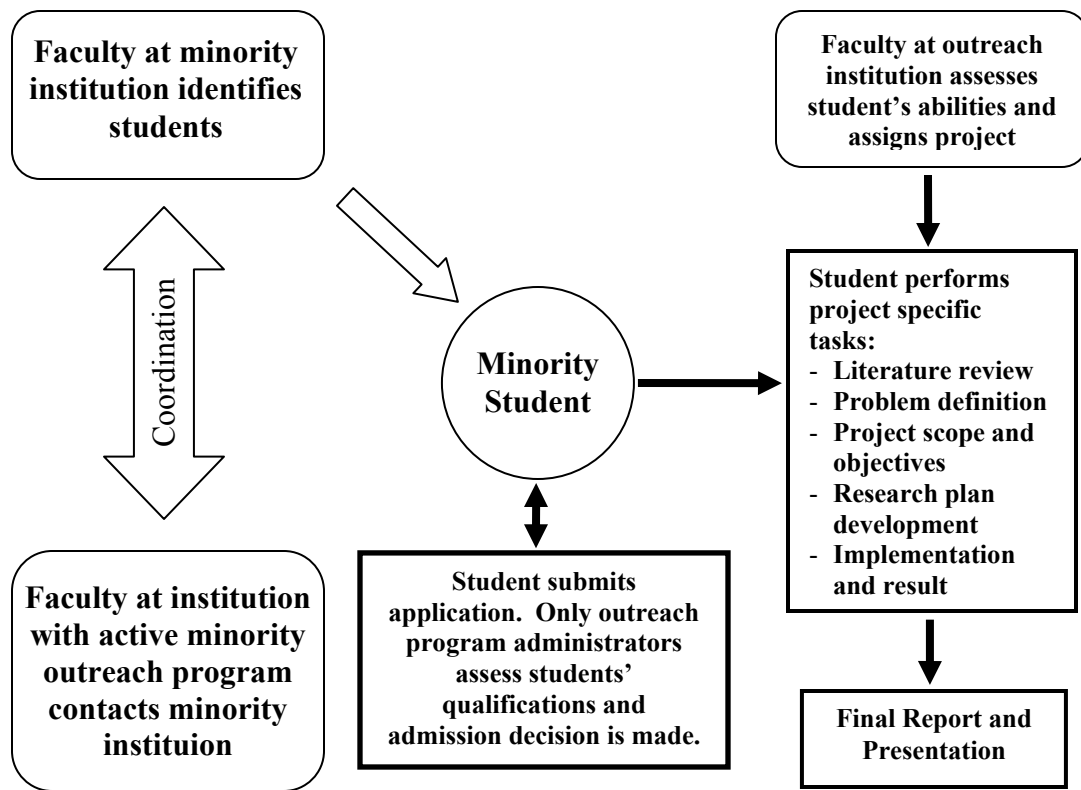 Faculty at minority
institution identifies
students
Coordination
Faculty at institution
with active minority
outreach program
contacts minority
instituion
Minority
Student
Student submits
application.  Only outreach
program administrators
assess students’
qualifications and
admission decision is made.
Faculty at outreach
institution assesses
student’s abilities and
assigns project
Student performs
project specific
tasks:
- Literature review
- Problem definition
- Project scope and
objectives
- Research plan
development
- Implementation
and result
Final Report and
Presentation